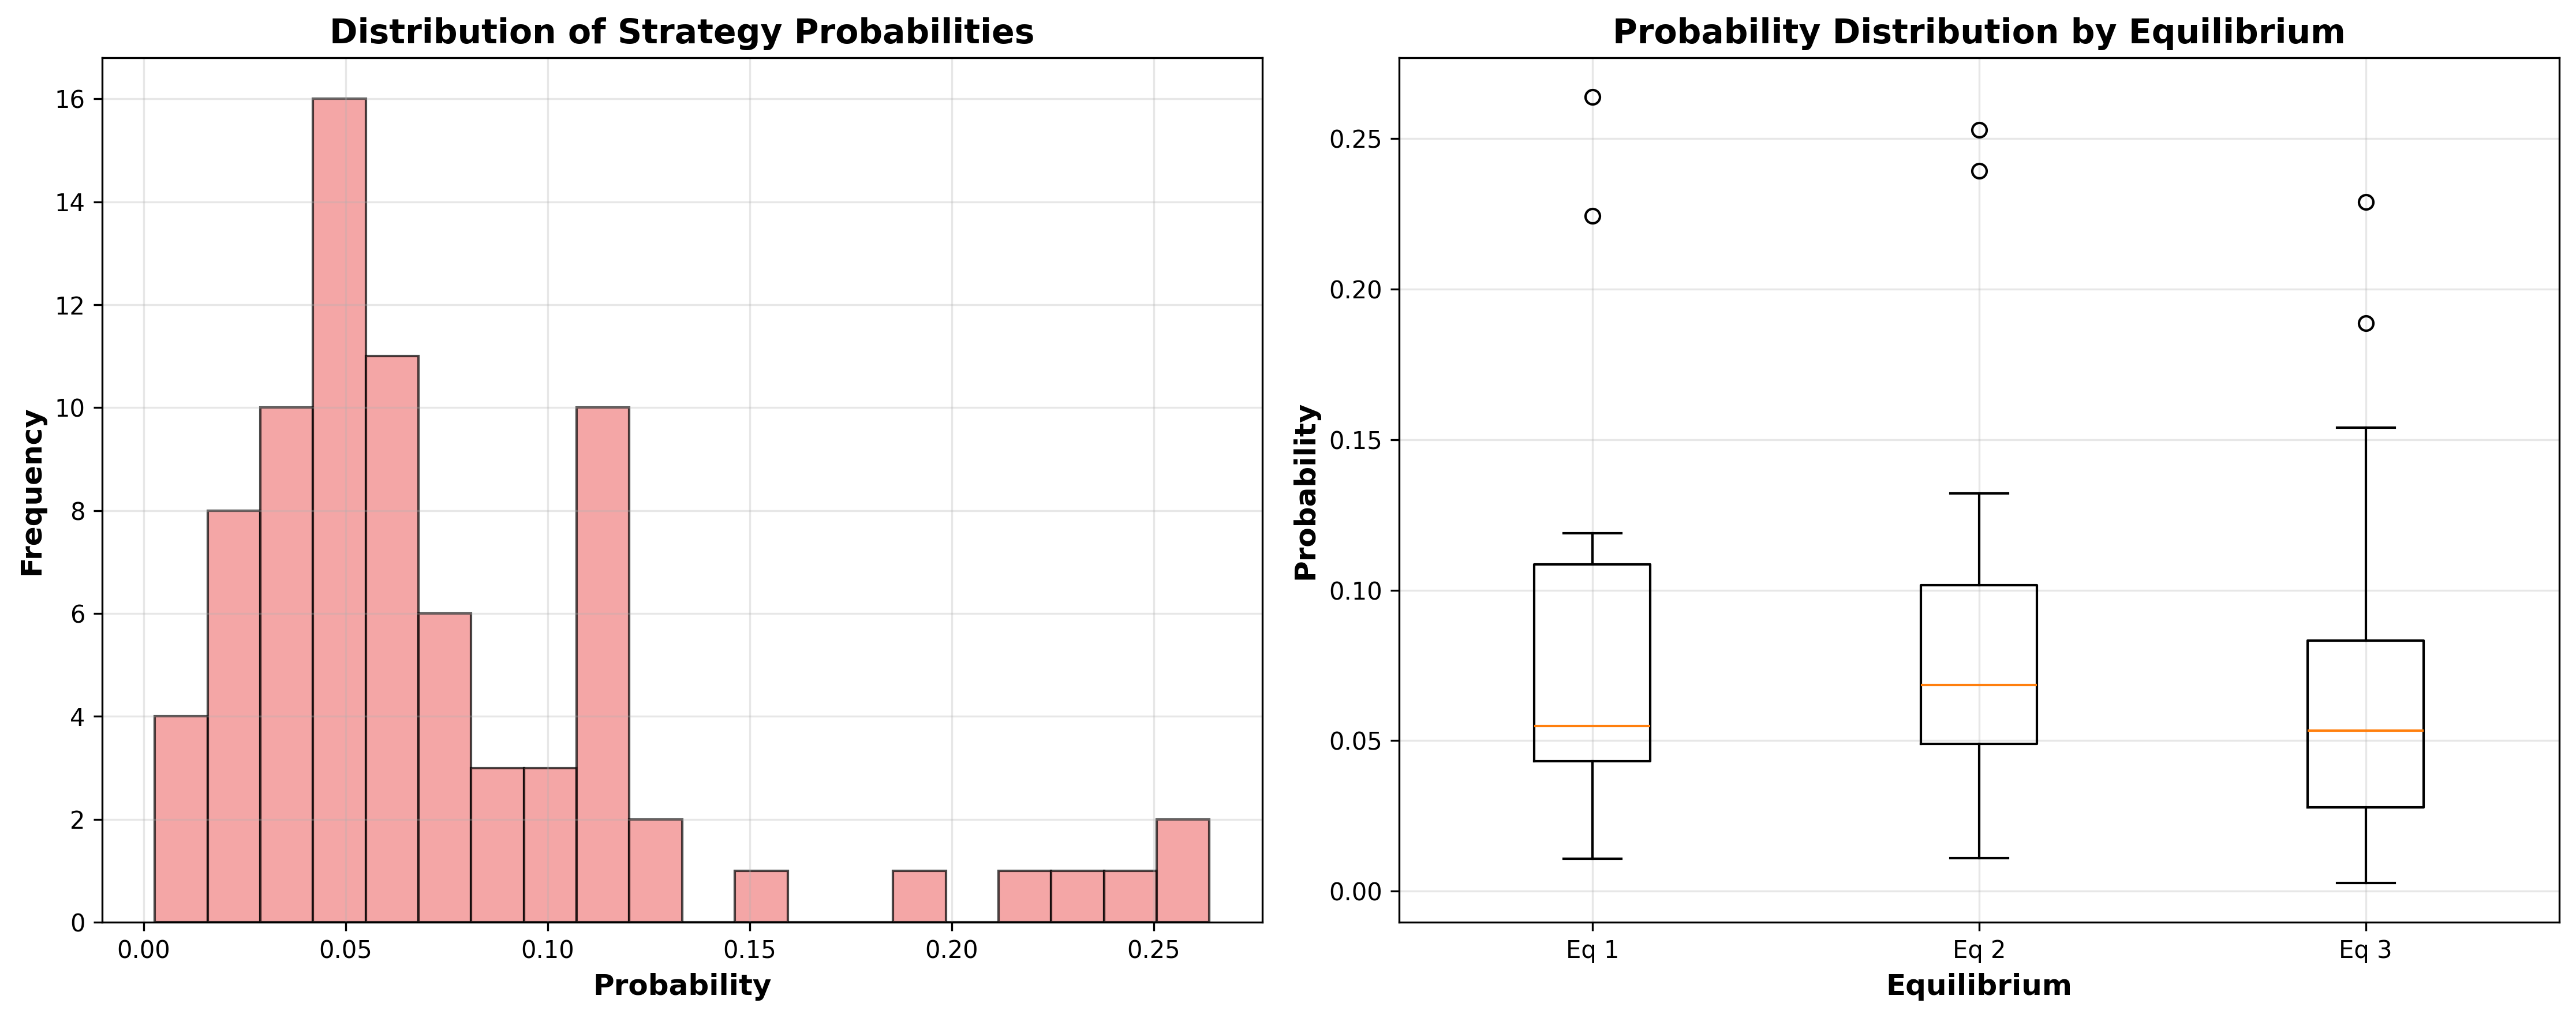 Distribution of Strategy Probabilities
Frequency
16
14
12
10
8
6
4
2
0
0.00 0.05 0.10 0.15 0.20 0.25
Probability
Probability Distribution by Equilibrium
Probability
0.25
0.20
0.15
0.10
0.05
0.00
Eq 1 Eq 2 Eq 3
Equilibrium